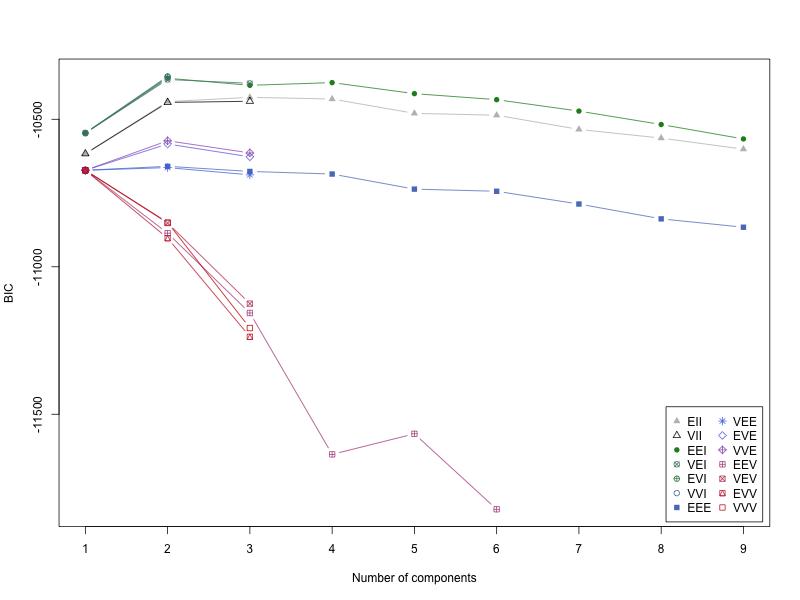 BIC
-10500
-11000
-11500
1 2 3 4 5 6 7 8 9
Number of components
EII VEE
VII EVE
EEI VVE
VEI EEV
EVI VEV
VVI EVV
EEE VVV